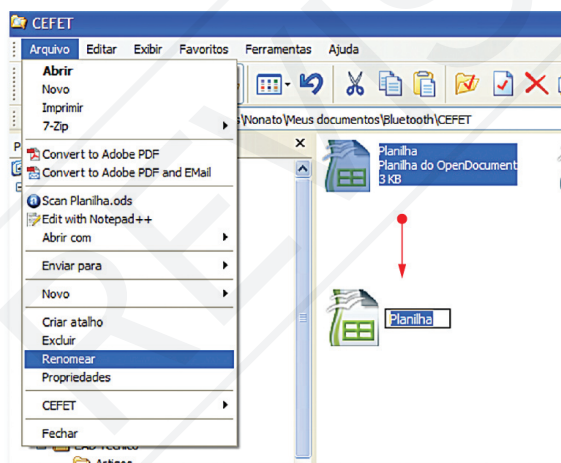 CEFET
Arquivo Editar Exibir Favoritos Ferramentas Ajuda
Abrir
Novo
Imprimir
7-Zip
Convert to Adobe PDF
Convert to Adobe PDF and EMail
Scan Planilha.ods
Edit with Notepad++
Abrir com
Enviar para
Novo
Criar atalho
Excluir
Renomear
Propriedades
CEFET
Fechar
\Nonato\Meus documentos\Bluetooth\CEFET
Planilha
Planilha do OpenDocument
3 KB
Planilha